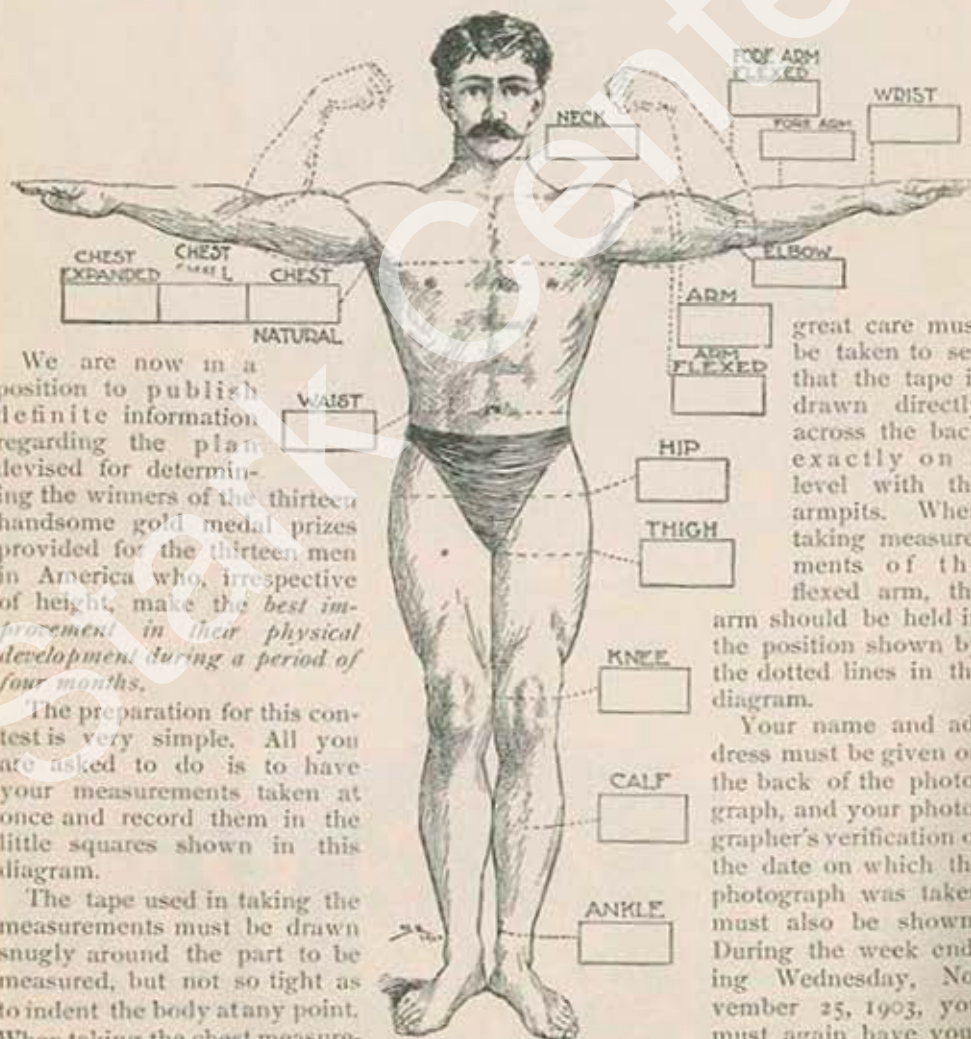 FORE ARM
FLEXED
WRIST
NECK
FORE ARM
CHEST
EXPANDED
CHEST
CHEST
NATURAL
ELBOW
ARM
ARM
FLEXED
WAIST
HIP
THIGH
KNEE
CALF
ANKLE
We are now in a
position to publish
definite information
regarding the plan
devised for determin-
ing the winners of the thirteen
handsome gold medal prizes
provided for the thirteen men
in America who, irrespective
of height, make the best im-
provement in their physical
development during a period of
four months.
The preparation for this con-
test is very simple. All you
are asked to do is to have
your measurements taken at
once and record them in the
little squares shown in this
diagram.
The tape used in taking the
measurements must be drawn
snugly around the part to be
measured, but not so tight as
to indent the body at any point.
When taking the chest measure-
great care mus
be taken to se
that the tape i
drawn directl
across the bac
exactly on
level with th
armpits. Whe
taking measure
ments of th
flexed arm, th
arm should be held i
the position shown b
the dotted lines in th
diagram.
Your name and ad
dress must be given o
the back of the photo
graph, and your photo
grapher's verification o
the date on which th
photograph was take
must also be shown
During the week end
ing Wednesday, No
vember 25, 1903, yo
must again have you
Stark Center